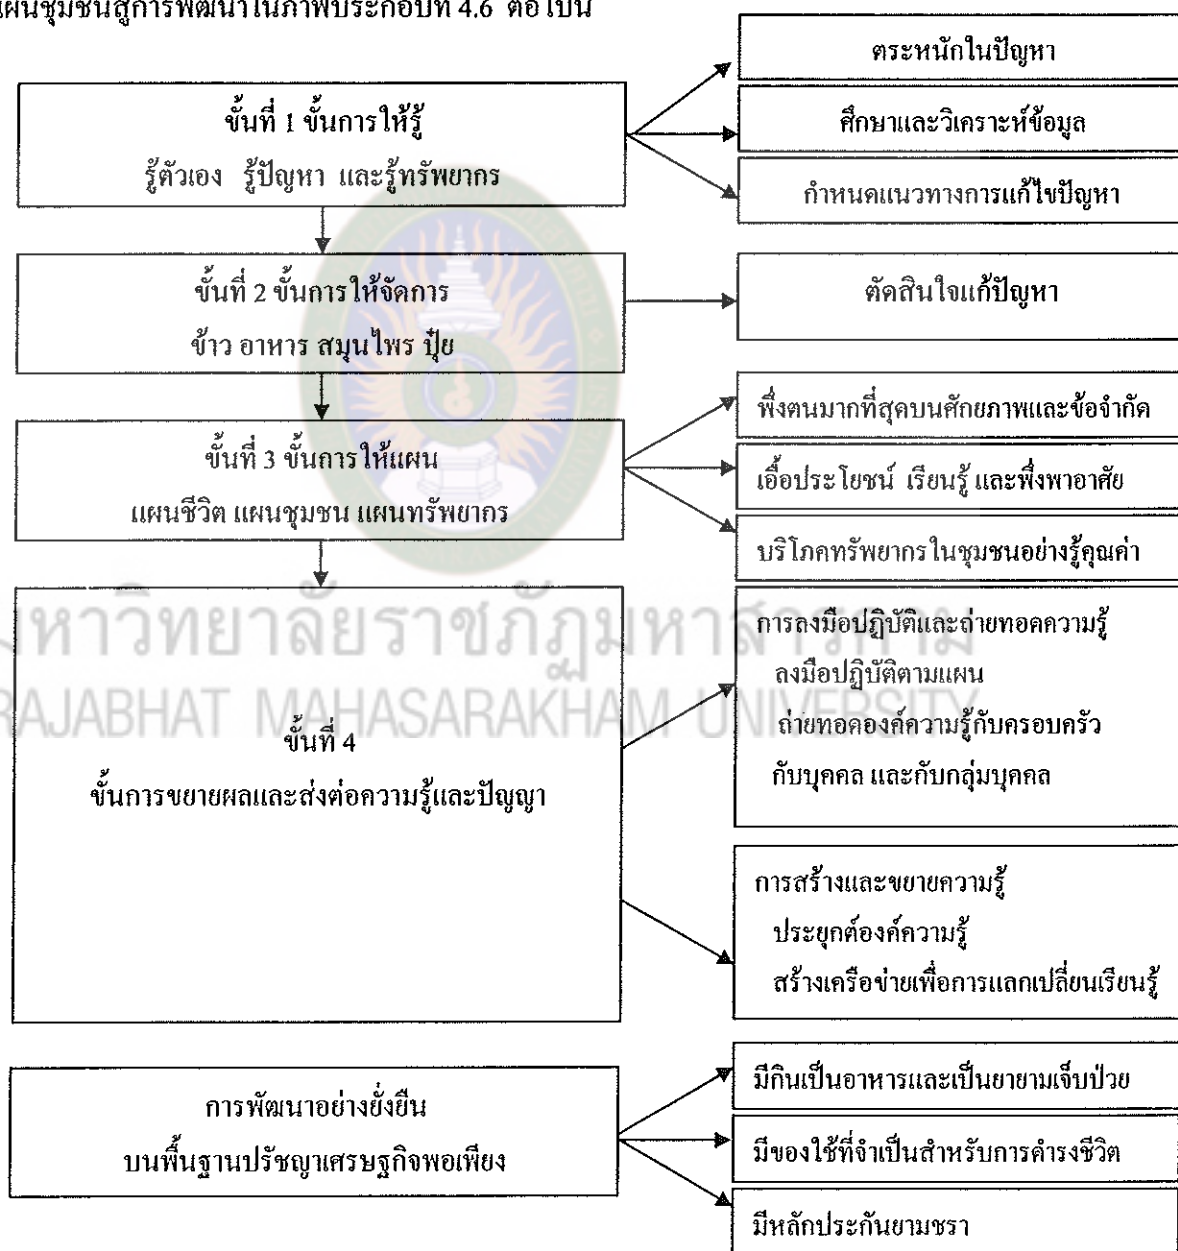 แผนชุมชนสู่การพัฒนาในภาพประกอบที่ 4.6 ต่อไปนี้
ขั้นที่ 1 ขั้นการให้รู้
รู้ตัวเอง รู้ปัญหา และรู้ทรัพยากร
ตระหนักในปัญหา
ศึกษาและวิเคราะห์ข้อมูล
กำหนดแนวทางการแก้ไขปัญหา
ขั้นที่ 2 ขั้นการให้จัดการ
ข้าว อาหาร สมุนไพร ปุ๋ย
ตัดสินใจแก้ปัญหา
ขั้นที่ 3 ขั้นการให้แผน
แผนชีวิต แผนชุมชน แผนทรัพยากร
พึ่งตนมากที่สุดบนศักยภาพและข้อจำกัด
เอื้อประโยชน์ เรียนรู้ และพึ่งพาอาศัย
บริโภคทรัพยากรในชุมชนอย่างรู้คุณค่า
มหาวิทยาลัยราชภัฏมหาสารคาม
RAJABHAT MAHASARAKHAM UNIVERSITY
ขั้นที่ 4
ขั้นการขยายผลและส่งต่อความรู้และปัญญา
การลงมือปฏิบัติและถ่ายทอดความรู้
ลงมือปฏิบัติตามแผน
ถ่ายทอดองค์ความรู้กับครอบครัว
กับบุคคล และกับกลุ่มบุคคล
การสร้างและขยายความรู้
ประยุกต์องค์ความรู้
สร้างเครือข่ายเพื่อการแลกเปลี่ยนเรียนรู้
การพัฒนาอย่างยั่งยืน
บนพื้นฐานปรัชญาเศรษฐกิจพอเพียง
มีกินเป็นอาหารและเป็นยายามเจ็บป่วย
มีของใช้ที่จำเป็นสำหรับการดำรงชีวิต
มีหลักประกันยามชรา